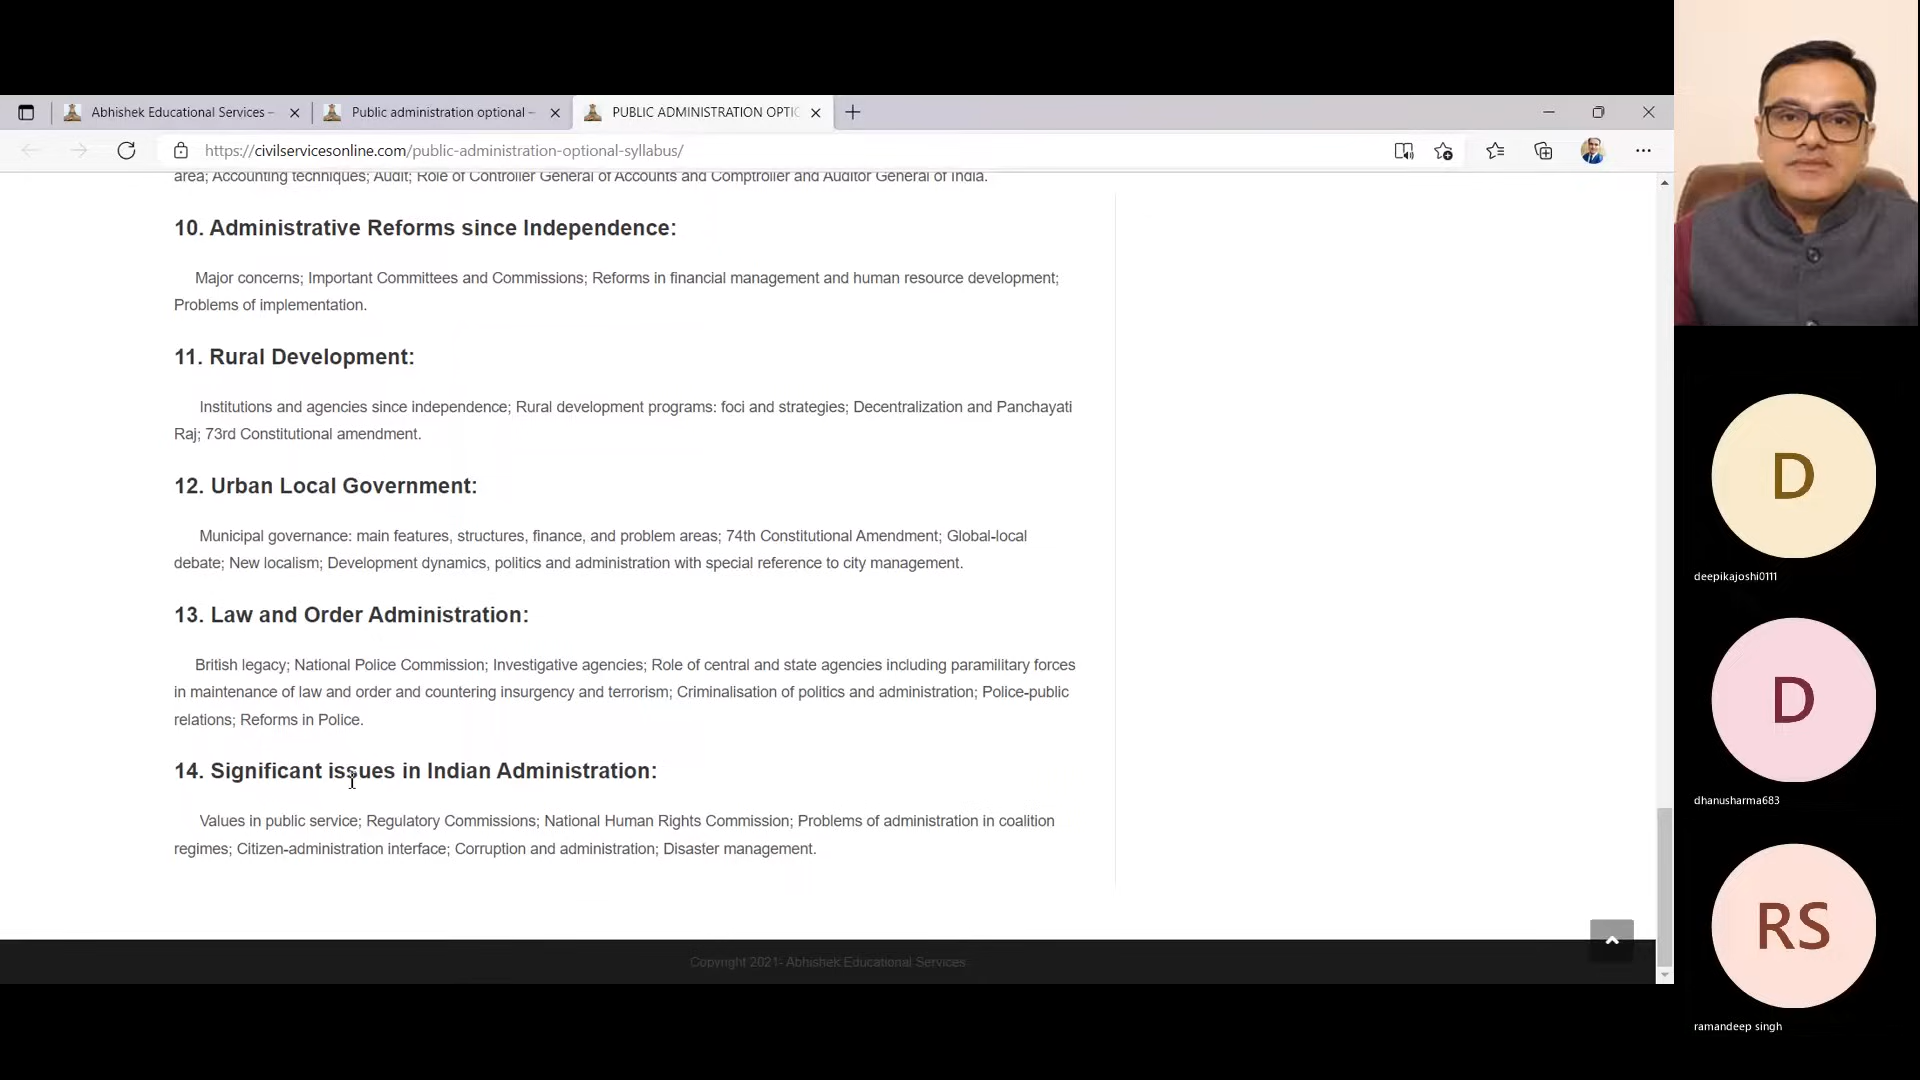 Abhishek Educational Services –
Public administration optional –
PUBLIC ADMINISTRATION OPTIO
https://civilservicesonline.com/public-administration-optional-syllabus/
area; Accounting techniques; Audit; Role of Controller General of Accounts and Comptroller and Auditor General of India.
10. Administrative Reforms since Independence:
Major concerns; Important Committees and Commissions; Reforms in financial management and human resource development;
Problems of implementation.
11. Rural Development:
Institutions and agencies since independence; Rural development programs: foci and strategies; Decentralization and Panchayati
Raj; 73rd Constitutional amendment.
12. Urban Local Government:
Municipal governance: main features, structures, finance, and problem areas; 74th Constitutional Amendment; Global-local
debate; New localism; Development dynamics, politics and administration with special reference to city management.
13. Law and Order Administration:
British legacy; National Police Commission; Investigative agencies; Role of central and state agencies including paramilitary forces
in maintenance of law and order and countering insurgency and terrorism; Criminalisation of politics and administration; Police-public
relations; Reforms in Police.
14. Significant issues in Indian Administration:
Values in public service; Regulatory Commissions; National Human Rights Commission; Problems of administration in coalition
regimes; Citizen-administration interface; Corruption and administration; Disaster management.
Copyright 2021- Abhishek Educational Services
D
deepikajoshi0111
D
dhanusharma683
RS
ramandeep singh